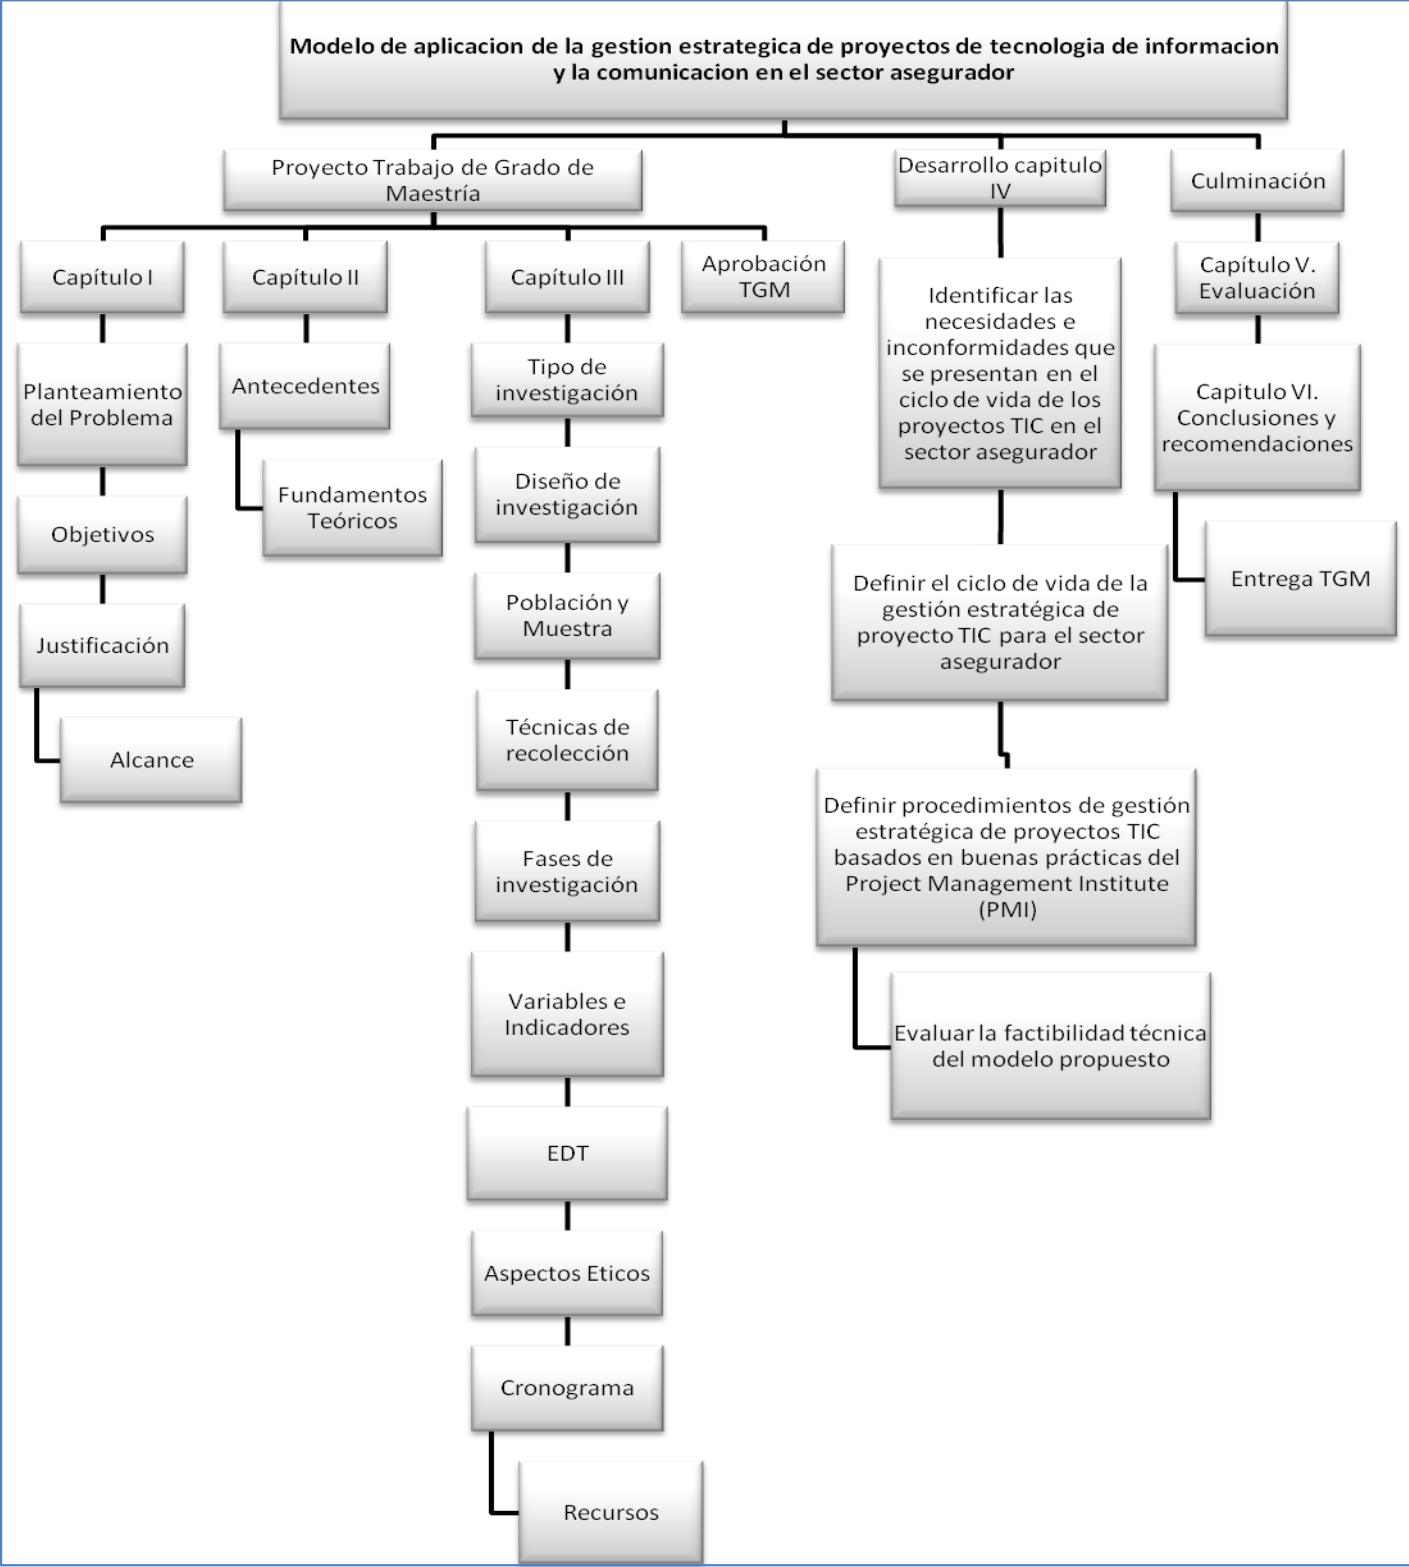 Modelo de aplicacion de la gestion estrategica de proyectos de tecnologia de informacion
y la comunicacion en el sector asegurador
Proyecto Trabajo de Grado de
Maestría
Capítulo I
Planteamiento
del Problema
Objetivos
Justificación
Alcance
Capítulo II
Antecedentes
Fundamentos
Teóricos
Capítulo III
Tipo de
investigación
Diseño de
investigación
Población y
Muestra
Técnicas de
recolección
Fases de
investigación
Variables e
Indicadores
EDT
Aspectos Eticos
Cronograma
Recursos
Aprobación
TGM
Desarrollo capitulo
IV
Identificar las
necesidades e
inconformidades que
se presentan en el
ciclo de vida de los
proyectos TIC en el
sector asegurador
Definir el ciclo de vida de la
gestión estratégica de
proyecto TIC para el sector
asegurador
Definir procedimientos de gestión
estratégica de proyectos TIC
basados en buenas prácticas del
Project Management Institute
(PMI)
Evaluar la factibilidad técnica
del modelo propuesto
Culminación
Capítulo V.
Evaluación
Capitulo VI.
Conclusiones y
recomendaciones
Entrega TGM